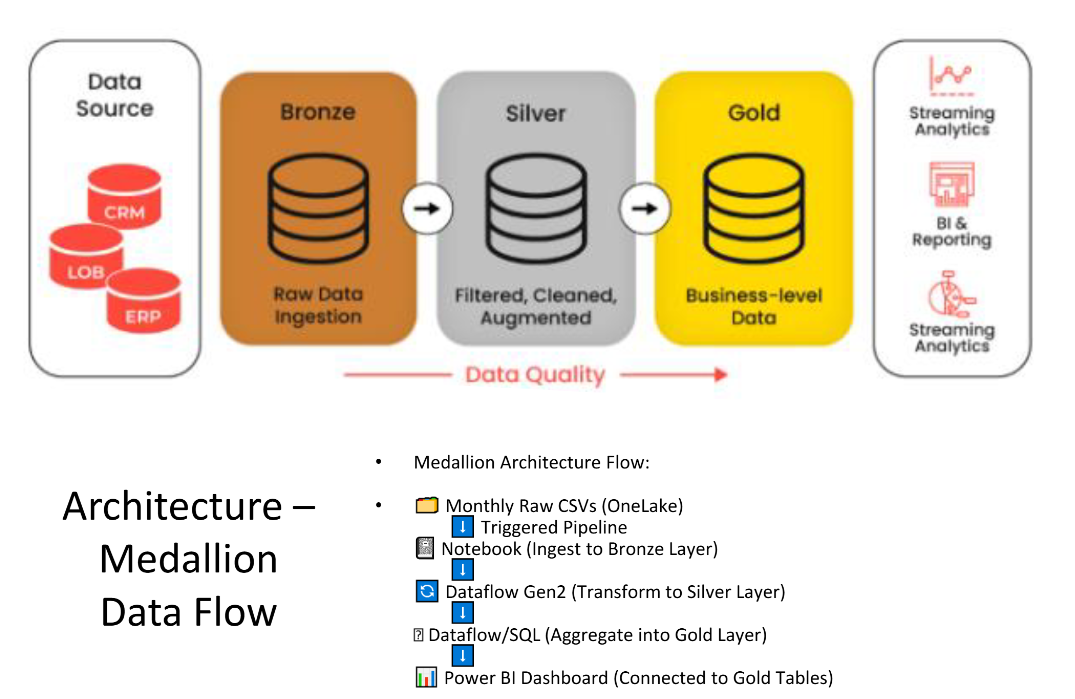 Data
Source
CRM
LOB
ERP
Bronze
Raw Data
Ingestion
Silver
Filtered, Cleaned,
Augmented
Gold
Business-level
Data
Streaming
Analytics
BI &
Reporting
Streaming
Analytics
Data Quality
Architecture –
Medallion
Data Flow
• Medallion Architecture Flow:
• 🗂️ Monthly Raw CSVs (OneLake)
⬇️ Triggered Pipeline
📓 Notebook (Ingest to Bronze Layer)
⬇️
🔄 Dataflow Gen2 (Transform to Silver Layer)
⬇️
Dataflow/SQL (Aggregate into Gold Layer)
⬇️
📊 Power BI Dashboard (Connected to Gold Tables)